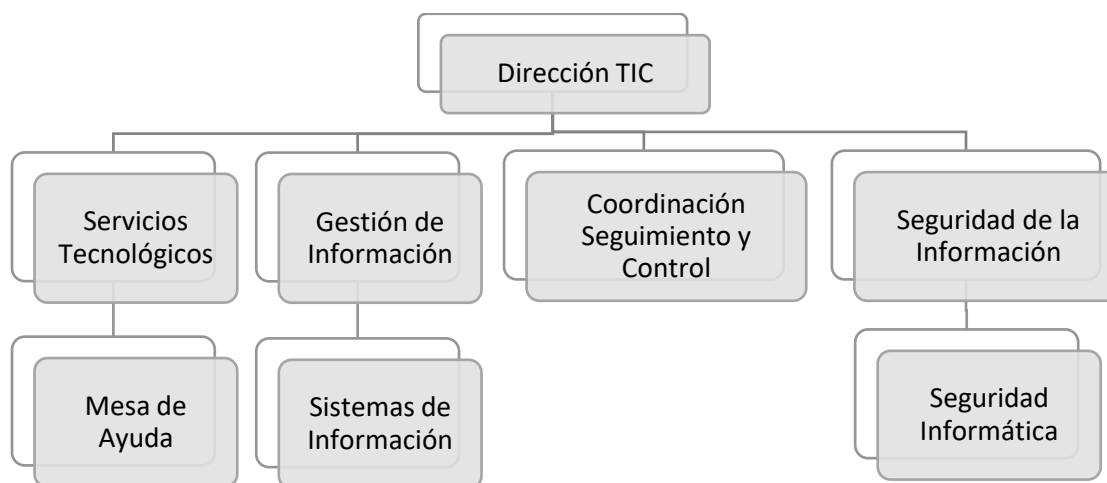 Dirección TIC
Servicios
Tecnológicos
Gestión de
Información
Coordinación
Seguimiento y
Control
Seguridad de la
Información
Mesa de
Ayuda
Sistemas de
Información
Seguridad
Informática